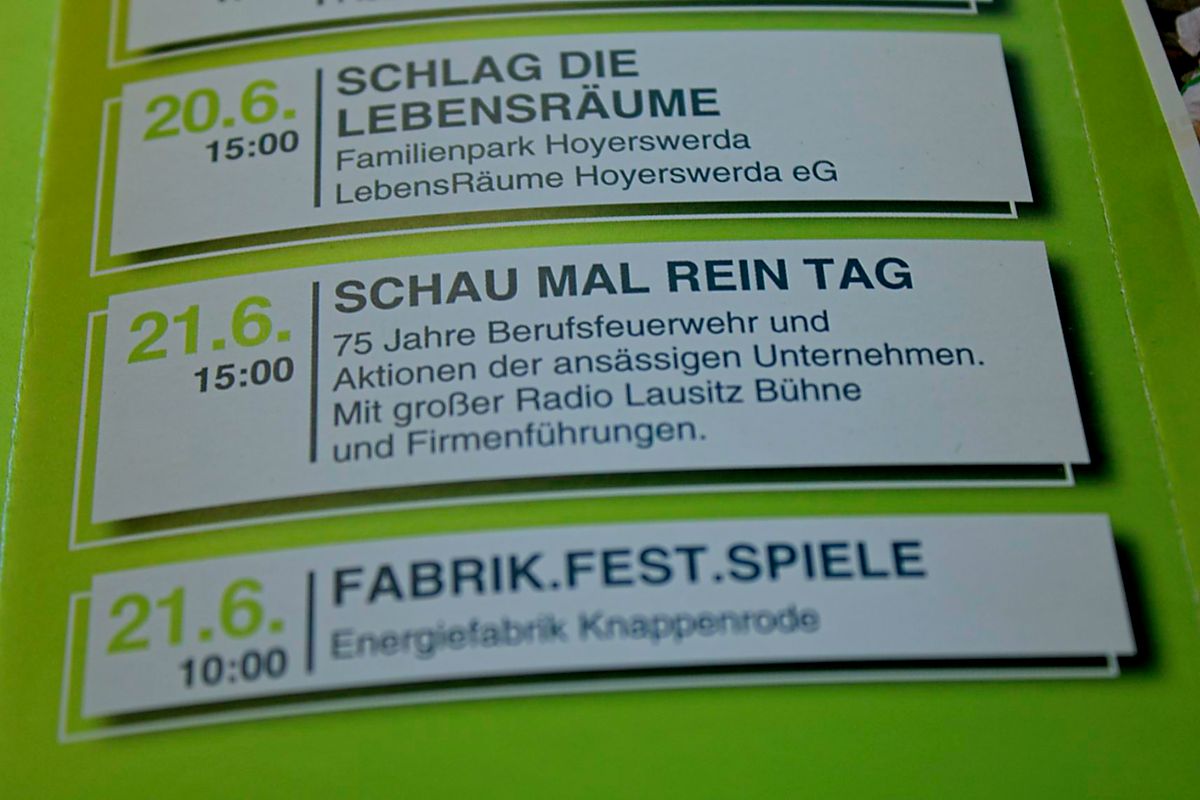 20.6.
15:00
SCHLAG DIE
LEBENSRÄUME
Familienpark Hoyerswerda
LebensRäume Hoyerswerda eG
21.6.
15:00
SCHAU MAL REIN TAG
75 Jahre Berufsfeuerwehr und
Aktionen der ansässigen Unternehmen.
Mit großer Radio Lausitz Bühne
und Firmenführungen.
21.6.
10:00
FABRIK.FEST.SPIELE
Energiefabrik Knappenrode